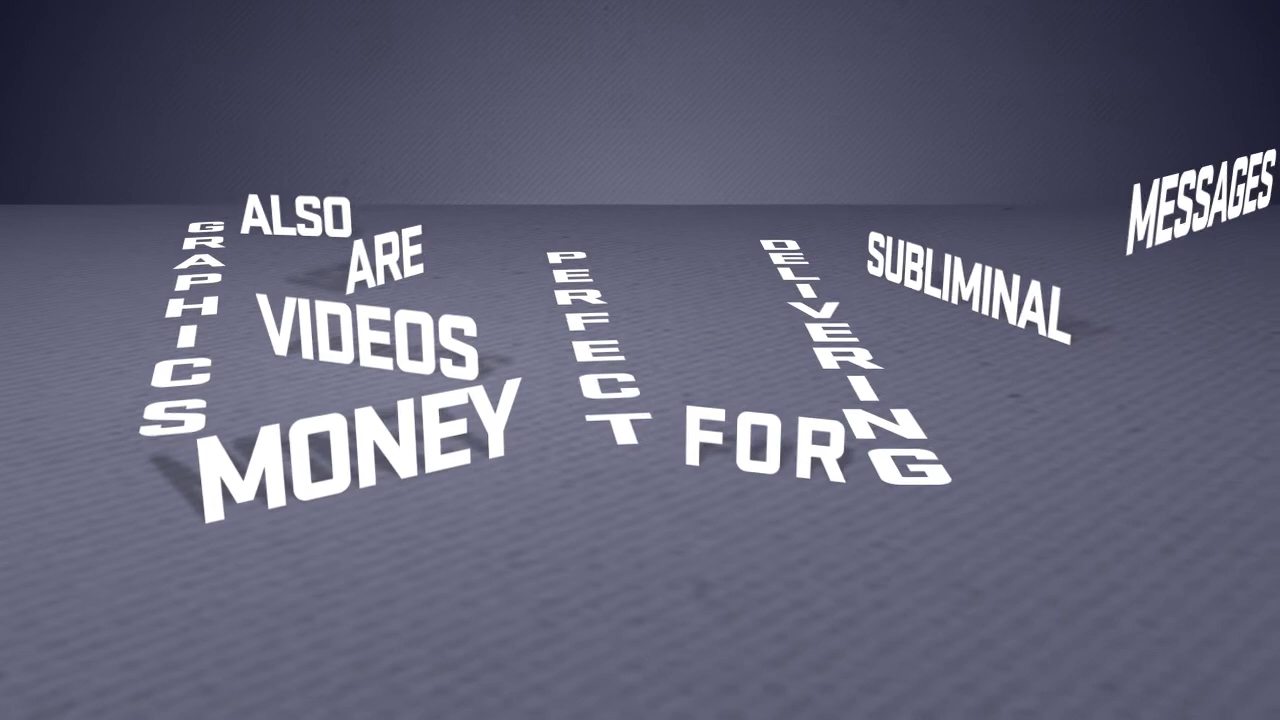 GRAPHICS
ALSO
ARE
VIDEOS
MONEY
PERFECT
FOR
DELIVERING
SUBLIMINAL
MESSAGES